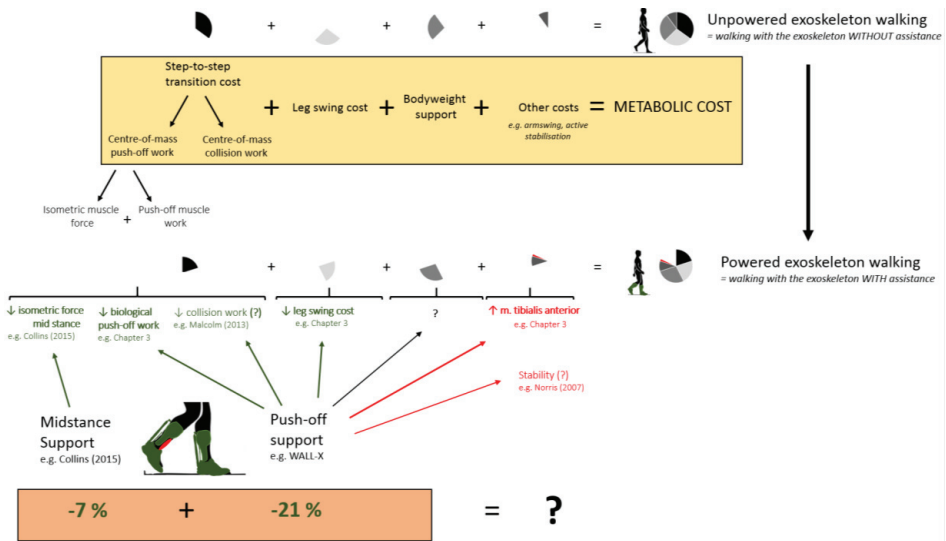 + + + = Unpowered exoskeleton walking
= walking with the exoskeleton WITHOUT assistance
Step-to-step
transition cost
+ Leg swing cost + Bodyweight
support + Other costs = METABOLIC COST
e.g. armswing, active
stabilisation
Centre-of-mass
push-off work
Centre-of-mass
collision work
Isometric muscle
force
+
Push-off muscle
work
+ + + = Powered exoskeleton walking
= walking with the exoskeleton WITH assistance
↓ isometric force
mid stance
e.g. Collins (2015)
↓ biological
push-off work
e.g. Chapter 3
↓ collision work (?)
e.g. Malcolm (2013)
↓ leg swing cost
e.g. Chapter 3
?
↑ m. tibialis anterior
e.g. Chapter 3
Stability (?)
e.g. Norris (2007)
Midstance
Support
e.g. Collins (2015)
Push-off
support
e.g. WALL-X
-7 % + -21 % = ?